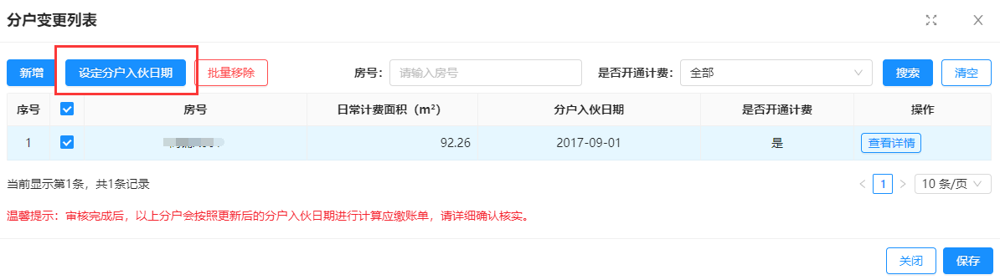 分户变更列表
新增 设定分户入伙日期 批量移除 房号： 请输入房号 是否开通计费： 全部 搜索 清空
序号 房号 日常计费面积（m²） 分户入伙日期 是否开通计费 操作
1 92.26 2017-09-01 是 查看详情
当前显示第1条，共1条记录 1 10 条/页
温馨提示：审核完成后，以上分户会按照更新后的分户入伙日期进行计算应缴账单，请详细确认核实。
关闭 保存